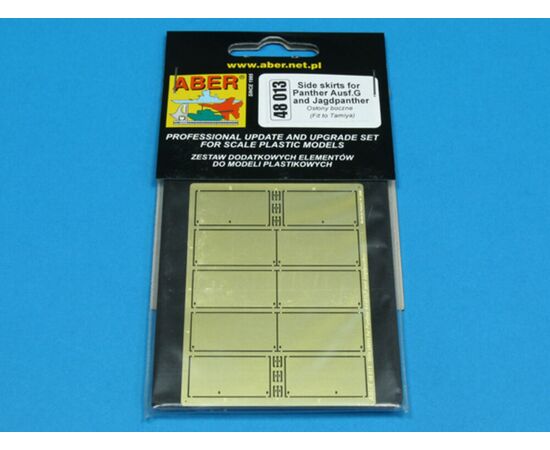 www.aber.net.pl
ABER®
SINCE 1995
48 013
Side skirts for
Panther Ausf.G
and Jagdpanther
Osłony boczne
(Fit to Tamiya)
PROFESSIONAL UPDATE AND UPGRADE SET
FOR SCALE PLASTIC MODELS
ZESTAW DODATKOWYCH ELEMENTÓW
DO MODELI PLASTIKOWYCH